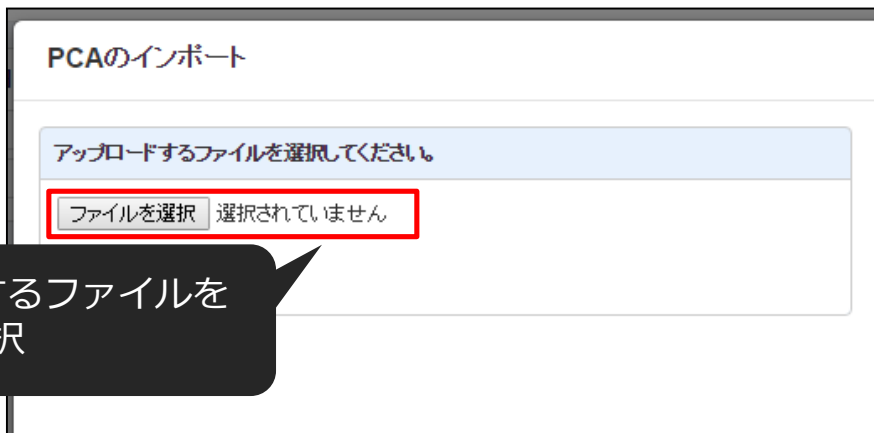 PCAのインポート
アップロードするファイルを選択してください。
ファイルを選択 選択されていません
するファイルを
択